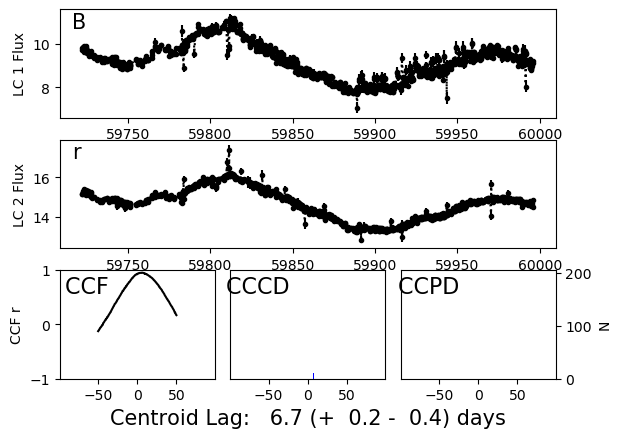 B
LC 1 Flux
10
8
59750 59800 59850 59900 59950 60000
r
LC 2 Flux
16
14
59750 59800 59850 59900 59950 60000
CCF
CCCD
CCPD
CCF r
1
0
−1
200
100
0
N
−50 0 50
−50 0 50
−50 0 50
Centroid Lag: 6.7 (+ 0.2 - 0.4) days